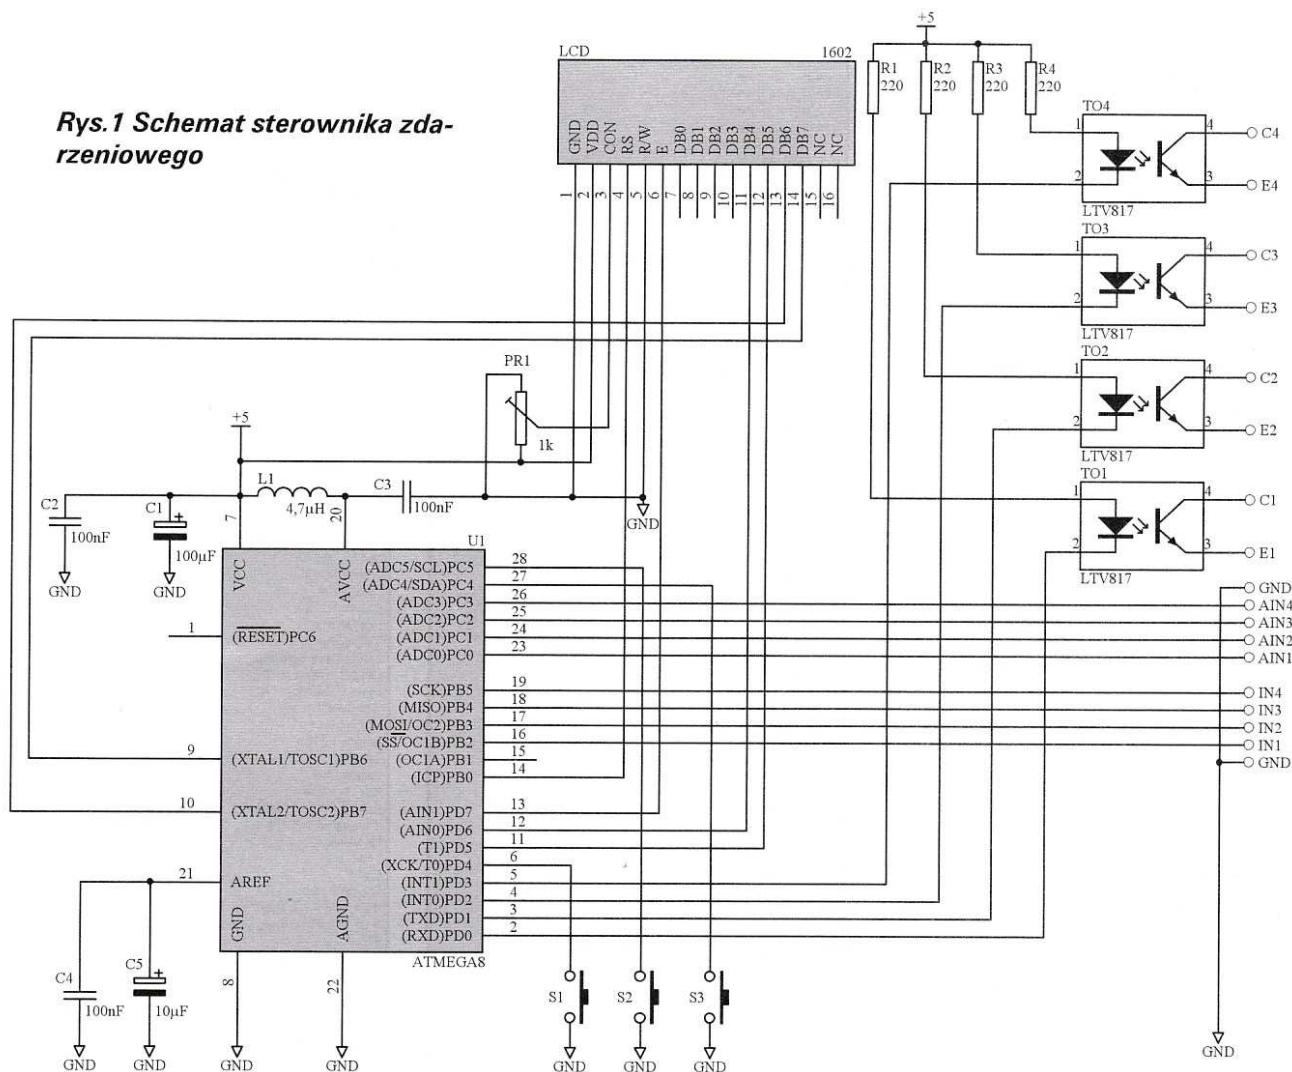 Rys.1 Schemat sterownika zda-
rzeniowego
LCD 1602
GND VDD CON RS R/W E DB0 DB1 DB2 DB3 DB4 DB5 DB6 DB7 NC NC
1 2 3 4 5 6 7 8 9 10 11 12 13 14 15 16
+5
R1 220
R2 220
R3 220
R4 220
TO4
1 2 4 3
LTV817
C4
E4
TO3
1 2 4 3
LTV817
C3
E3
TO2
1 2 4 3
LTV817
C2
E2
TO1
1 2 4 3
LTV817
C1
E1
PR1
1k
+5
L1
4,7µH
C3
100nF
GND
C2
100nF
GND
C1
+
100µF
GND
7 VCC
20 AVCC
U1
1 (RESET)PC6
9 (XTAL1/TOSC1)PB6
10 (XTAL2/TOSC2)PB7
21 AREF
8 GND
22 AGND
(ADC5/SCL)PC5 28
(ADC4/SDA)PC4 27
(ADC3)PC3 26
(ADC2)PC2 25
(ADC1)PC1 24
(ADC0)PC0 23
(SCK)PB5 19
(MISO)PB4 18
(MOSI/OC2)PB3 17
(SS/OC1B)PB2 16
(OC1A)PB1 15
(ICP)PB0 14
(AIN1)PD7 13
(AIN0)PD6 12
(T1)PD5 11
(XCK/T0)PD4 6
(INT1)PD3 5
(INT0)PD2 4
(TXD)PD1 3
(RXD)PD0 2
ATMEGA8
GND
AIN4
AIN3
AIN2
AIN1
IN4
IN3
IN2
IN1
GND
GND
C4
100nF
GND
C5
+
10µF
GND
GND
GND
S1
GND
S2
GND
S3
GND